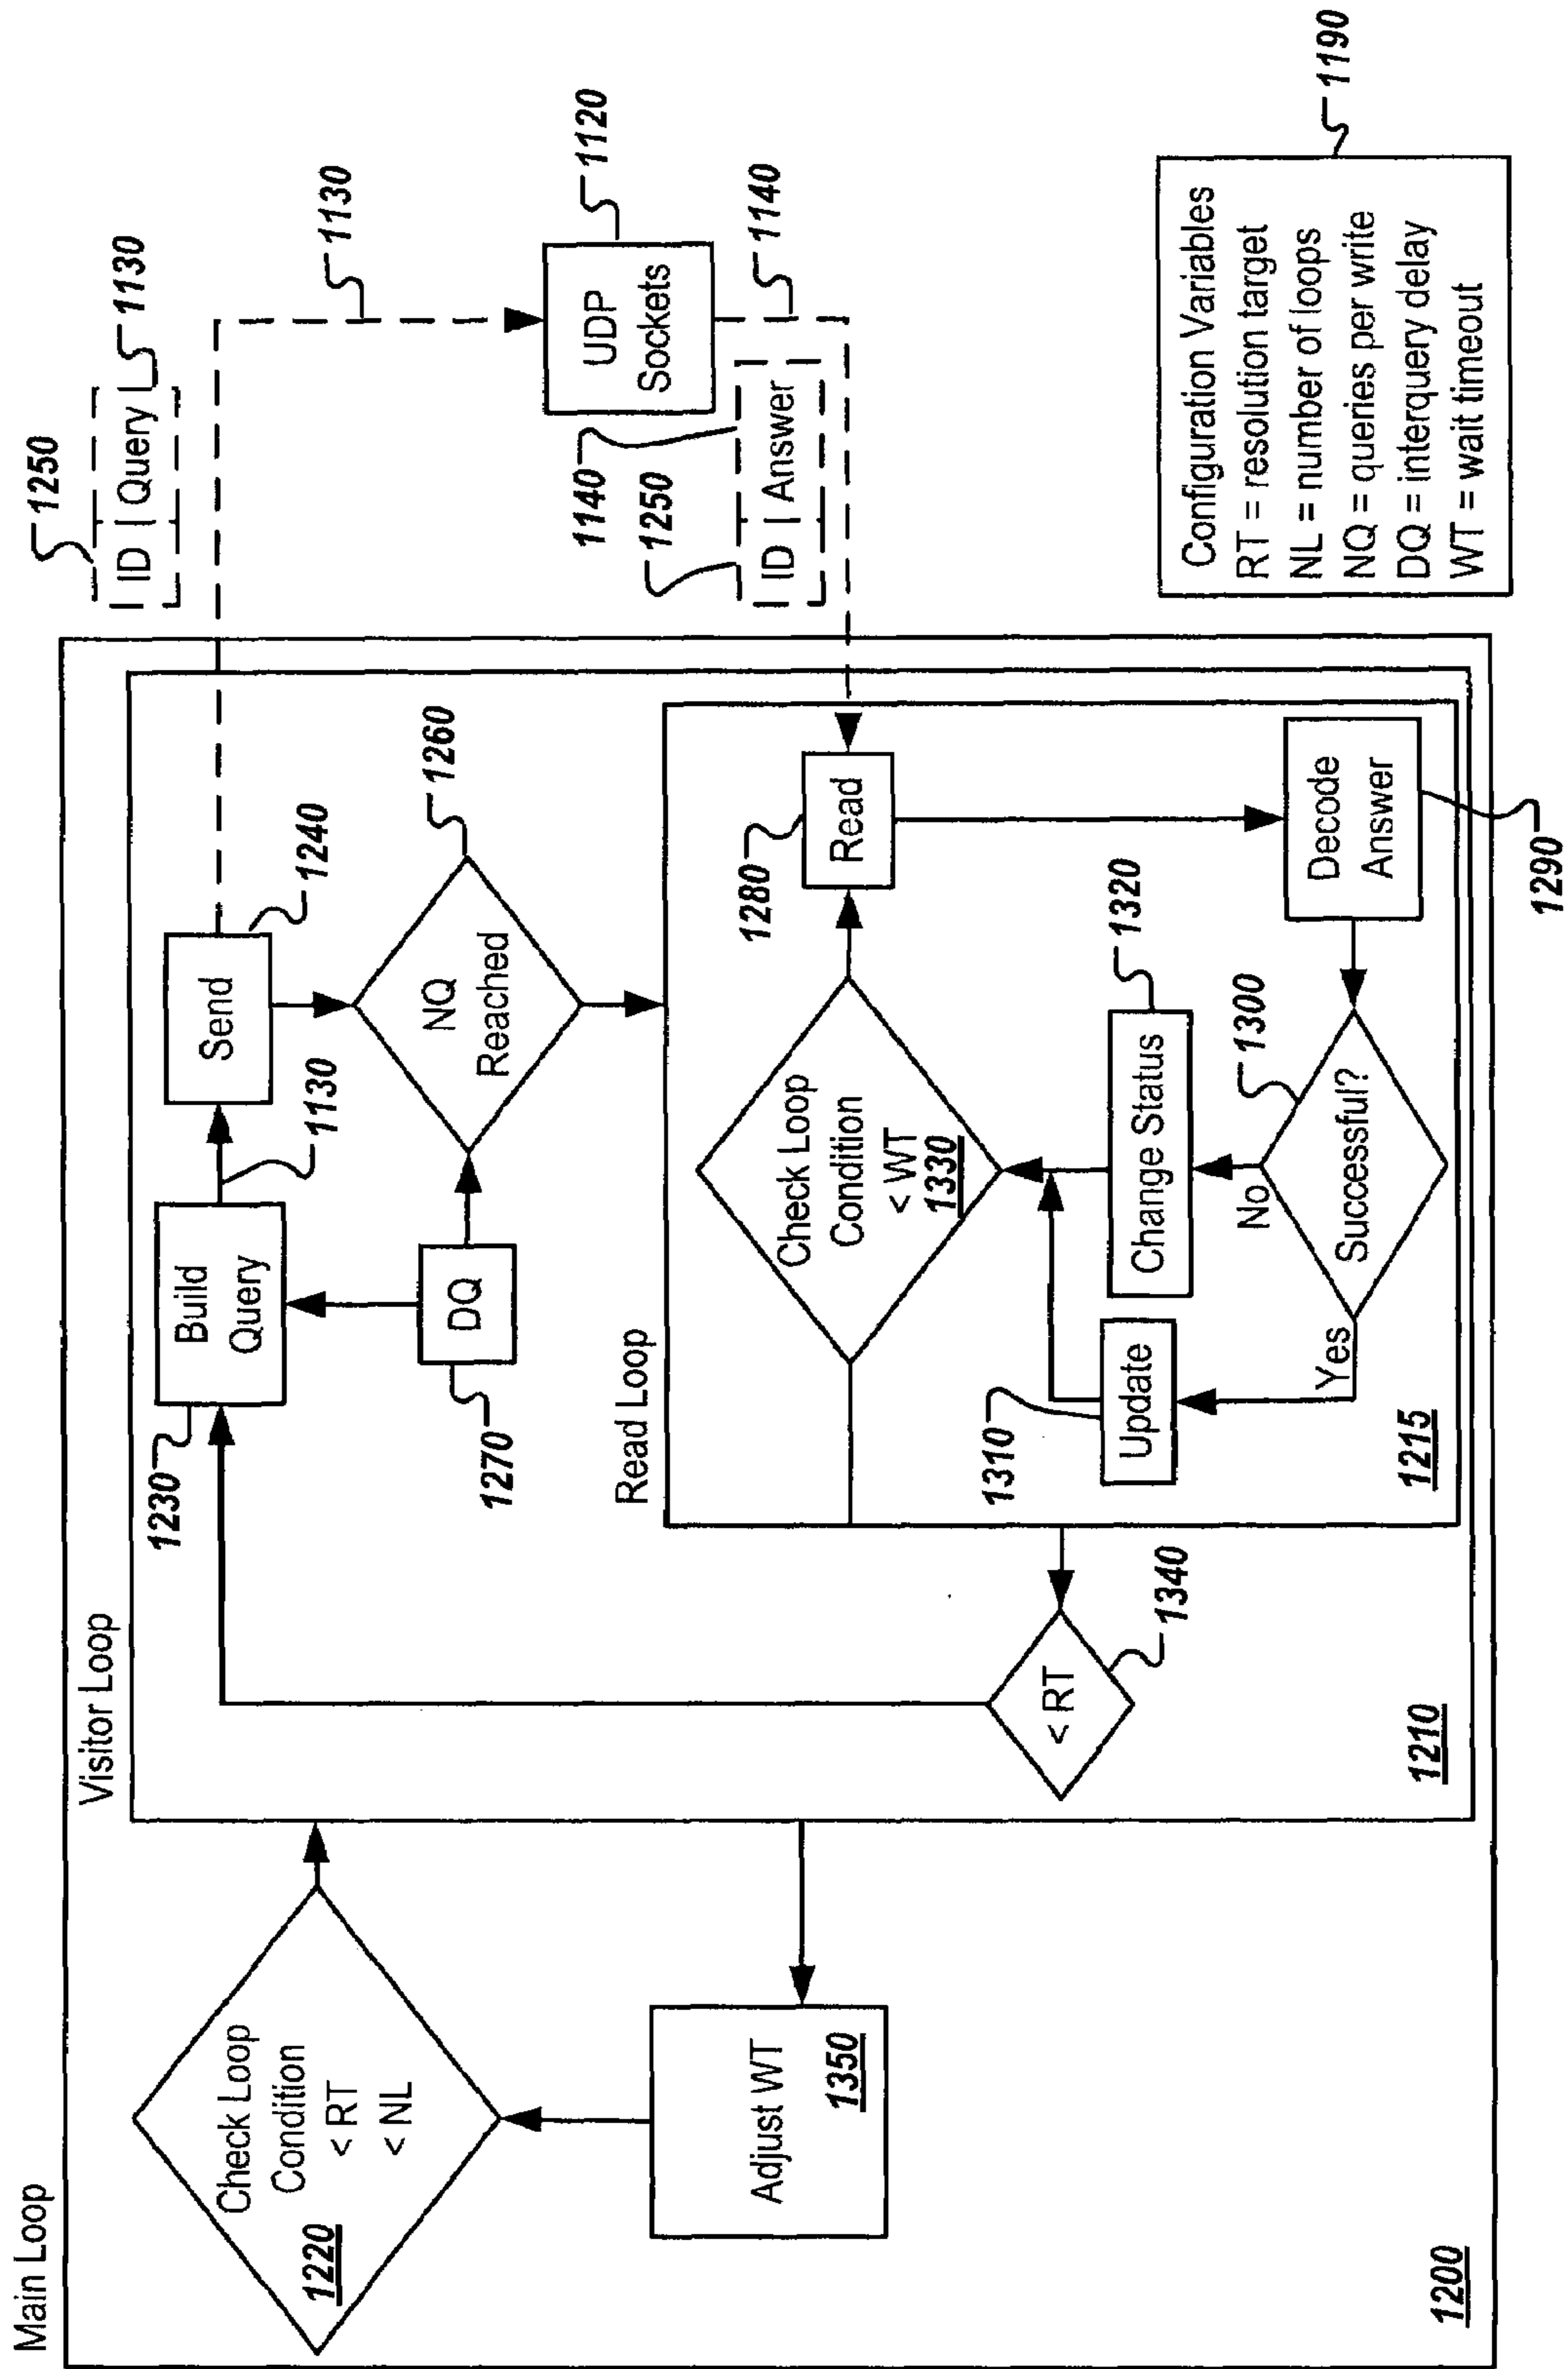 Main Loop
Visitor Loop
Check Loop
Condition
< RT
< NL
1220
Adjust WT
1350
1200
1230
Build
Query
1130
Send
1240
1250
ID | Query
1130
1130
UDP
Sockets
1120
1140
1140
1250
ID | Answer
DQ
1270
NQ
Reached
1260
Read Loop
Check Loop
Condition
< WT
1330
1280
Read
Decode
Answer
1290
Successful?
1300
No
Yes
Change Status
1320
Update
1310
1215
< RT
1340
1210
Configuration Variables
RT = resolution target
NL = number of loops
NQ = queries per write
DQ = interquery delay
WT = wait timeout
1190